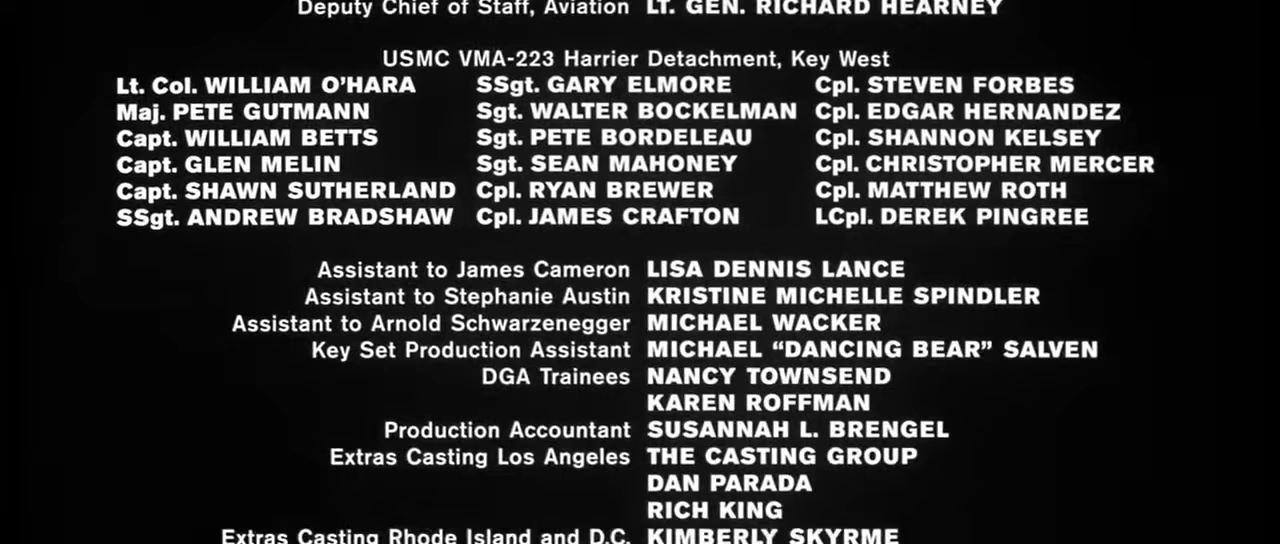 Deputy Chief of Staff, Aviation LT. GEN. RICHARD HEARNEY
USMC VMA-223 Harrier Detachment, Key West
Lt. Col. WILLIAM O'HARA SSgt. GARY ELMORE Cpl. STEVEN FORBES
Maj. PETE GUTMANN Sgt. WALTER BOCKELMAN Cpl. EDGAR HERNANDEZ
Capt. WILLIAM BETTS Sgt. PETE BORDELEAU Cpl. SHANNON KELSEY
Capt. GLEN MELIN Sgt. SEAN MAHONEY Cpl. CHRISTOPHER MERCER
Capt. SHAWN SUTHERLAND Cpl. RYAN BREWER Cpl. MATTHEW ROTH
SSgt. ANDREW BRADSHAW Cpl. JAMES CRAFTON LCpl. DEREK PINGREE
Assistant to James Cameron LISA DENNIS LANCE
Assistant to Stephanie Austin KRISTINE MICHELLE SPINDLER
Assistant to Arnold Schwarzenegger MICHAEL WACKER
Key Set Production Assistant MICHAEL “DANCING BEAR” SALVEN
DGA Trainees NANCY TOWNSEND
KAREN ROFFMAN
Production Accountant SUSANNAH L. BRENGEL
Extras Casting Los Angeles THE CASTING GROUP
DAN PARADA
RICH KING
Extras Casting Rhode Island and D.C. KIMBERLY SKYRME